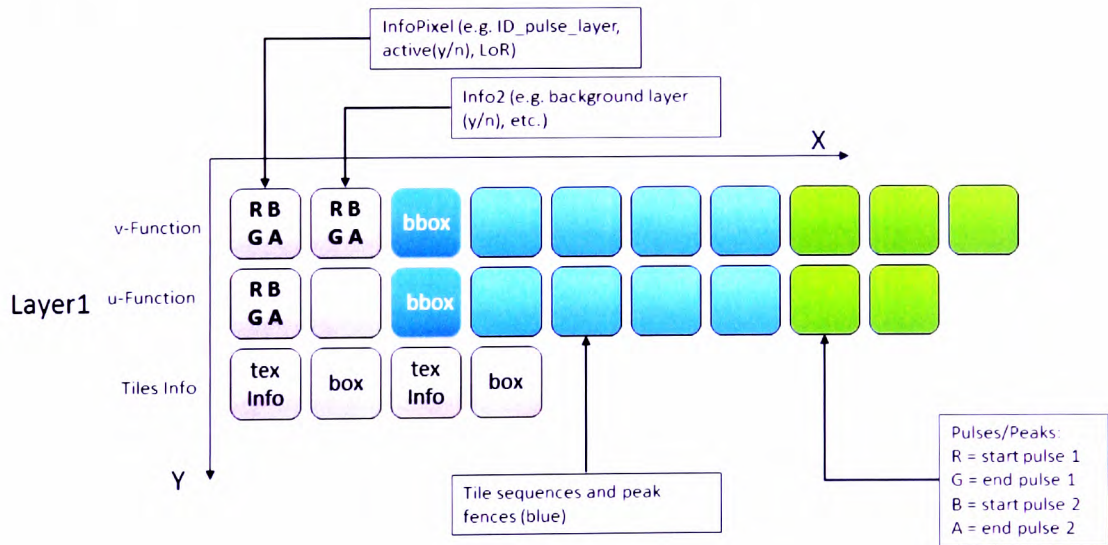 InfoPixel (e.g. ID_pulse_layer,
active(y/n), LoR)
Info2 (e.g. background layer
(y/n), etc.)
X
v-Function
R B
G A
R B
G A
bbox
Layer1
u-Function
R B
G A
bbox
Tiles Info
tex
Info
box
tex
Info
box
Y
Tile sequences and peak
fences (blue)
Pulses/Peaks:
R = start pulse 1
G = end pulse 1
B = start pulse 2
A = end pulse 2